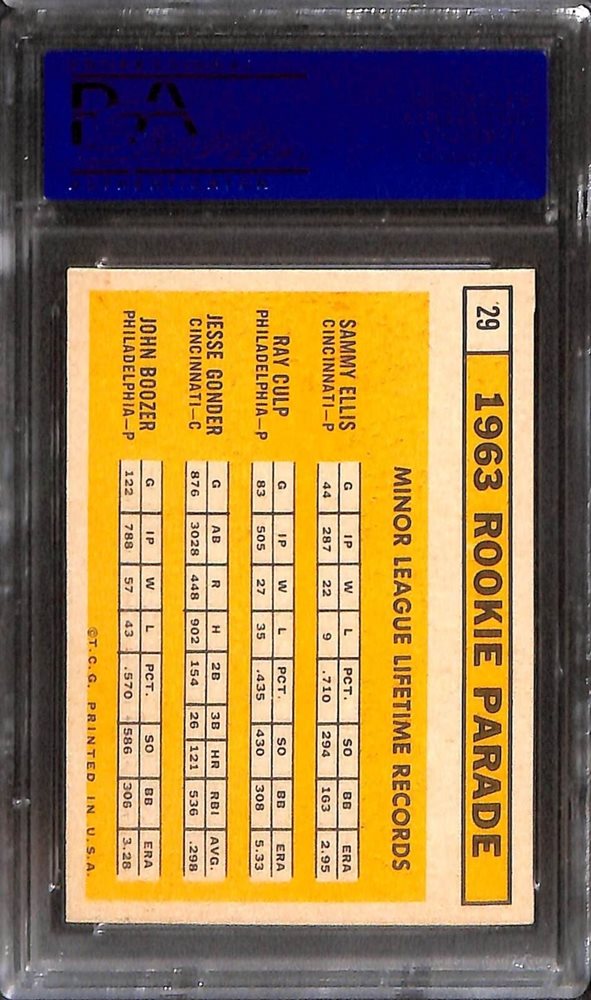 PSA
29 1963 ROOKIE PARADE
MINOR LEAGUE LIFETIME RECORDS
SAMMY ELLIS G IP W L PCT. SO BB ERA
CINCINNATI—P 44 287 22 9 .710 294 163 2.95
RAY CULP G IP W L PCT. SO BB ERA
PHILADELPHIA—P 83 505 27 35 .435 430 308 5.33
JESSE GONDER G AB R H 2B 3B HR RBI AVG.
CINCINNATI—C 876 3028 448 902 154 26 121 536 .298
JOHN BOOZER G IP W L PCT. SO BB ERA
PHILADELPHIA—P 122 788 57 43 .570 586 306 3.28
©T.C.G. PRINTED IN U.S.A.